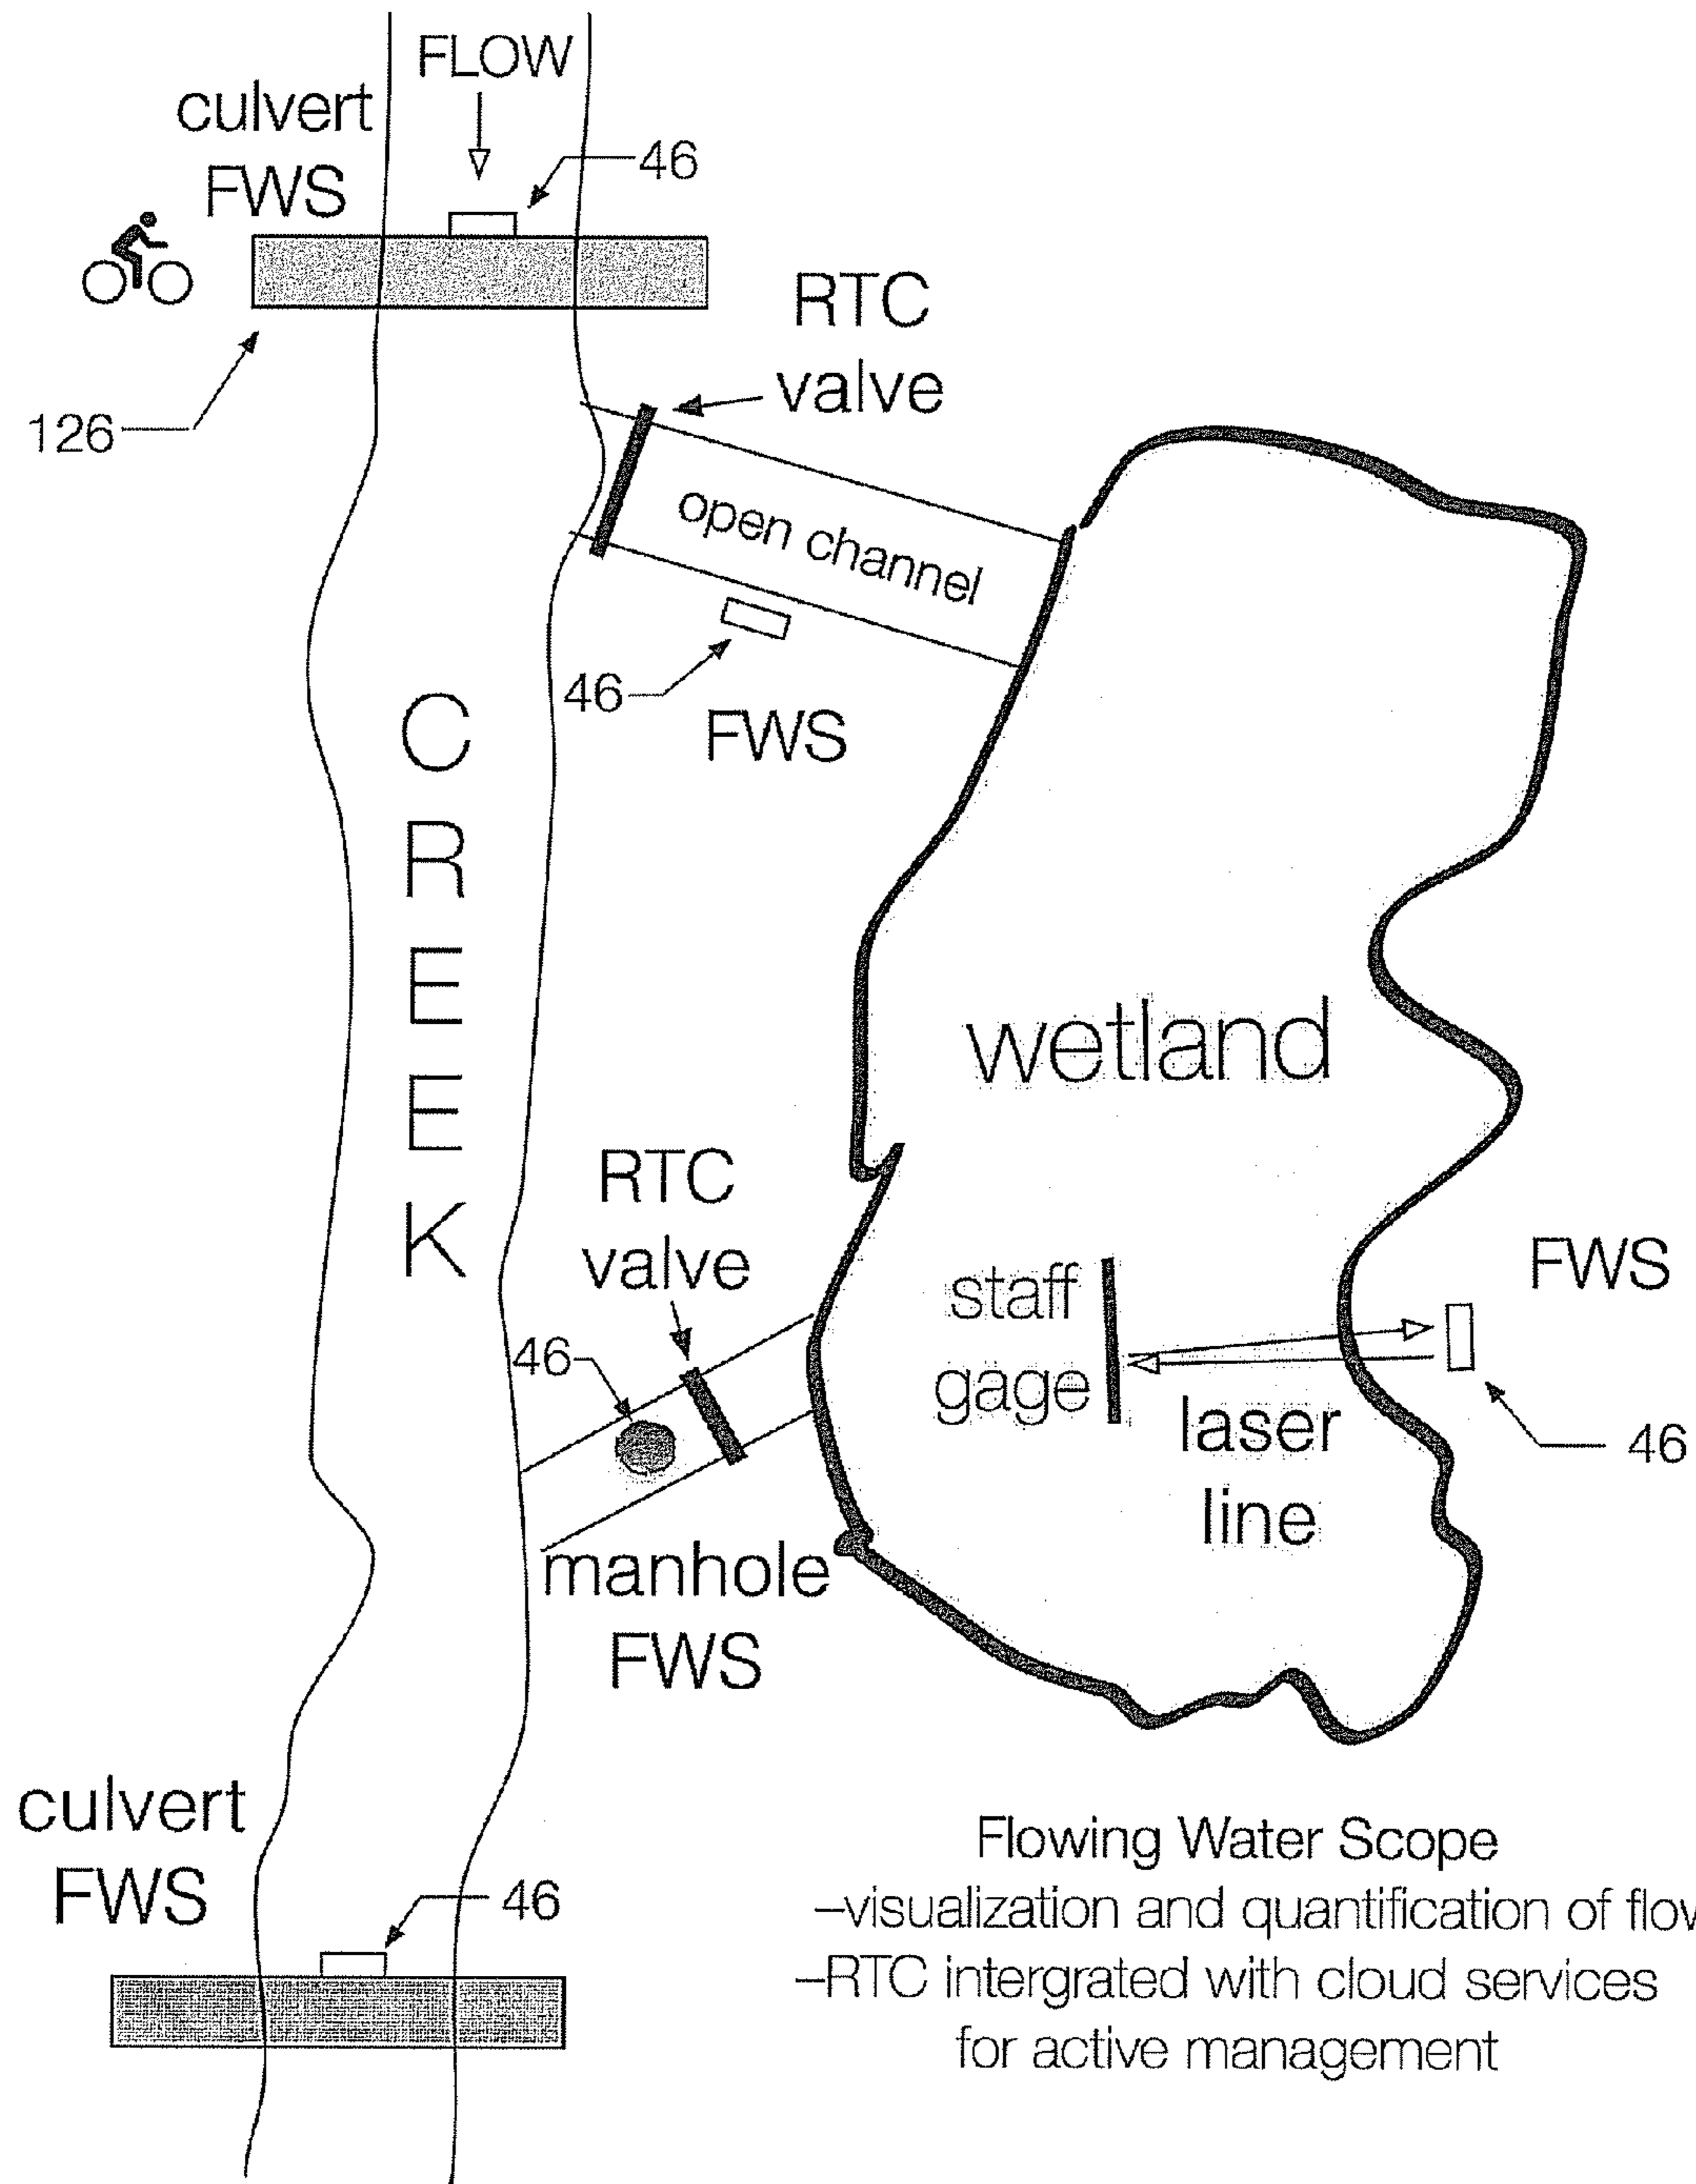 FLOW
culvert
FWS
46
126
RTC
valve
open channel
46
FWS
C
R
E
E
K
wetland
RTC
valve
46
manhole
FWS
staff
gage
laser
line
FWS
46
culvert
FWS
46
Flowing Water Scope
–visualization and quantification of flow
–RTC intergrated with cloud services
for active management